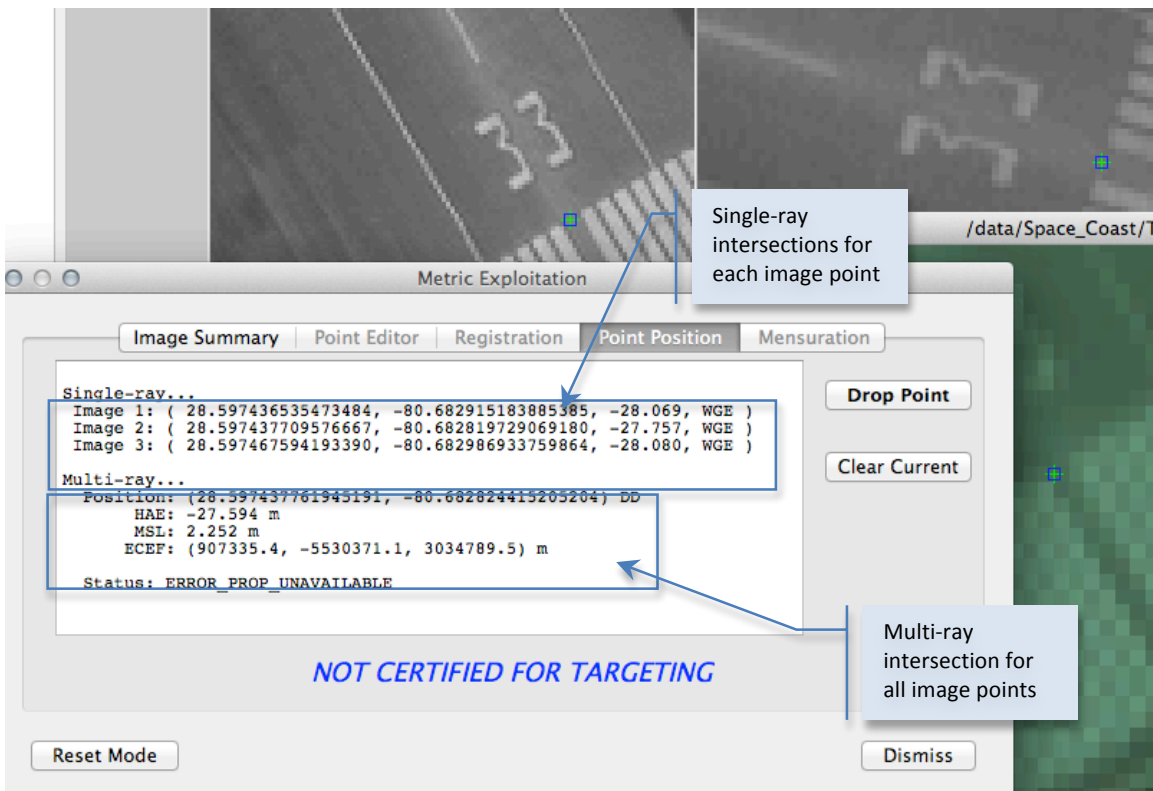 33
33
Single-ray
intersections for
each image point
/data/Space_Coast/T
Metric Exploitation
Image Summary
Point Editor
Registration
Point Position
Mensuration
Single-ray...
Image 1: ( 28.597436535473484, -80.682915183885385, -28.069, WGE )
Image 2: ( 28.597437709576667, -80.682819729069180, -27.757, WGE )
Image 3: ( 28.597467594193390, -80.682986933759864, -28.080, WGE )
Multi-ray...
Position: (28.597437761945191, -80.682824415205204) DD
HAE: -27.594 m
MSL: 2.252 m
ECEF: (907335.4, -5530371.1, 3034789.5) m
Status: ERROR_PROP_UNAVAILABLE
Drop Point
Clear Current
Multi-ray
intersection for
all image points
NOT CERTIFIED FOR TARGETING
Reset Mode
Dismiss